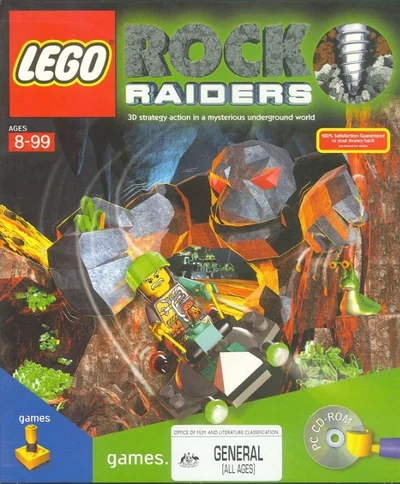 LEGO
ROCK
RAIDERS
3D strategy action in a mysterious underground world
AGES
8-99
100% Satisfaction Guaranteed
or your money back
games
games.
OFFICE OF FILM AND LITERATURE CLASSIFICATION
GENERAL
(ALL AGES)
PC CD-ROM